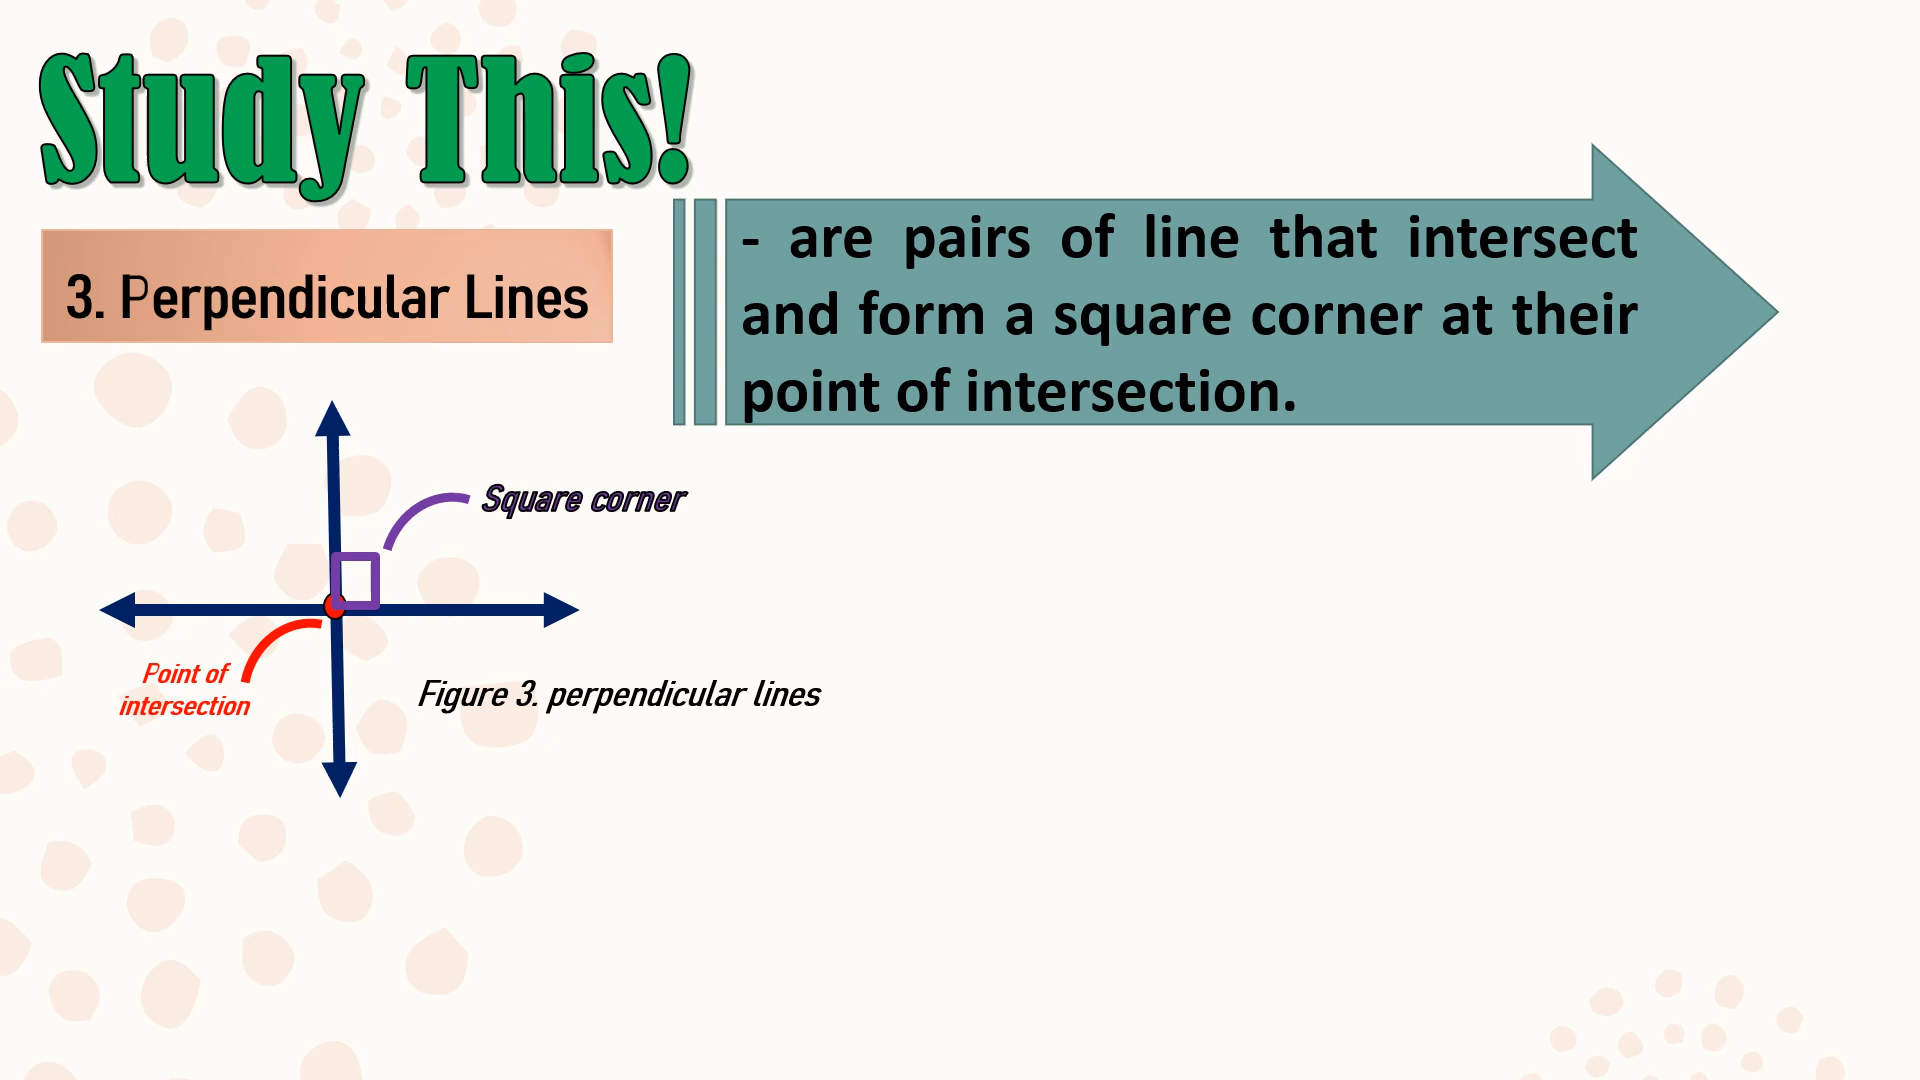 Study This!
3. Perpendicular Lines
- are pairs of line that intersect
and form a square corner at their
point of intersection.
Square corner
Point of
intersection
Figure 3. perpendicular lines